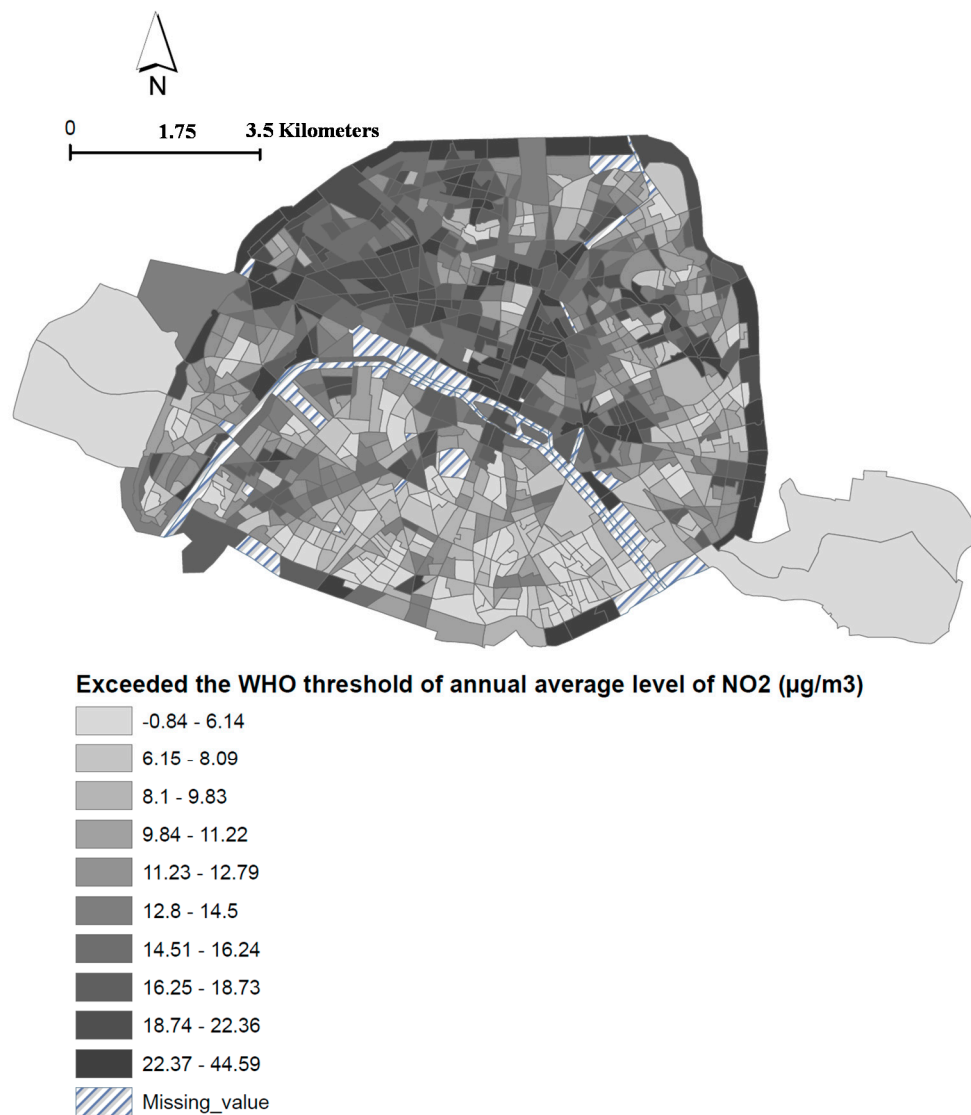 N
0 1.75 3.5 Kilometers
Exceeded the WHO threshold of annual average level of NO2 (µg/m3)
-0.84 - 6.14
6.15 - 8.09
8.1 - 9.83
9.84 - 11.22
11.23 - 12.79
12.8 - 14.5
14.51 - 16.24
16.25 - 18.73
18.74 - 22.36
22.37 - 44.59
Missing_value